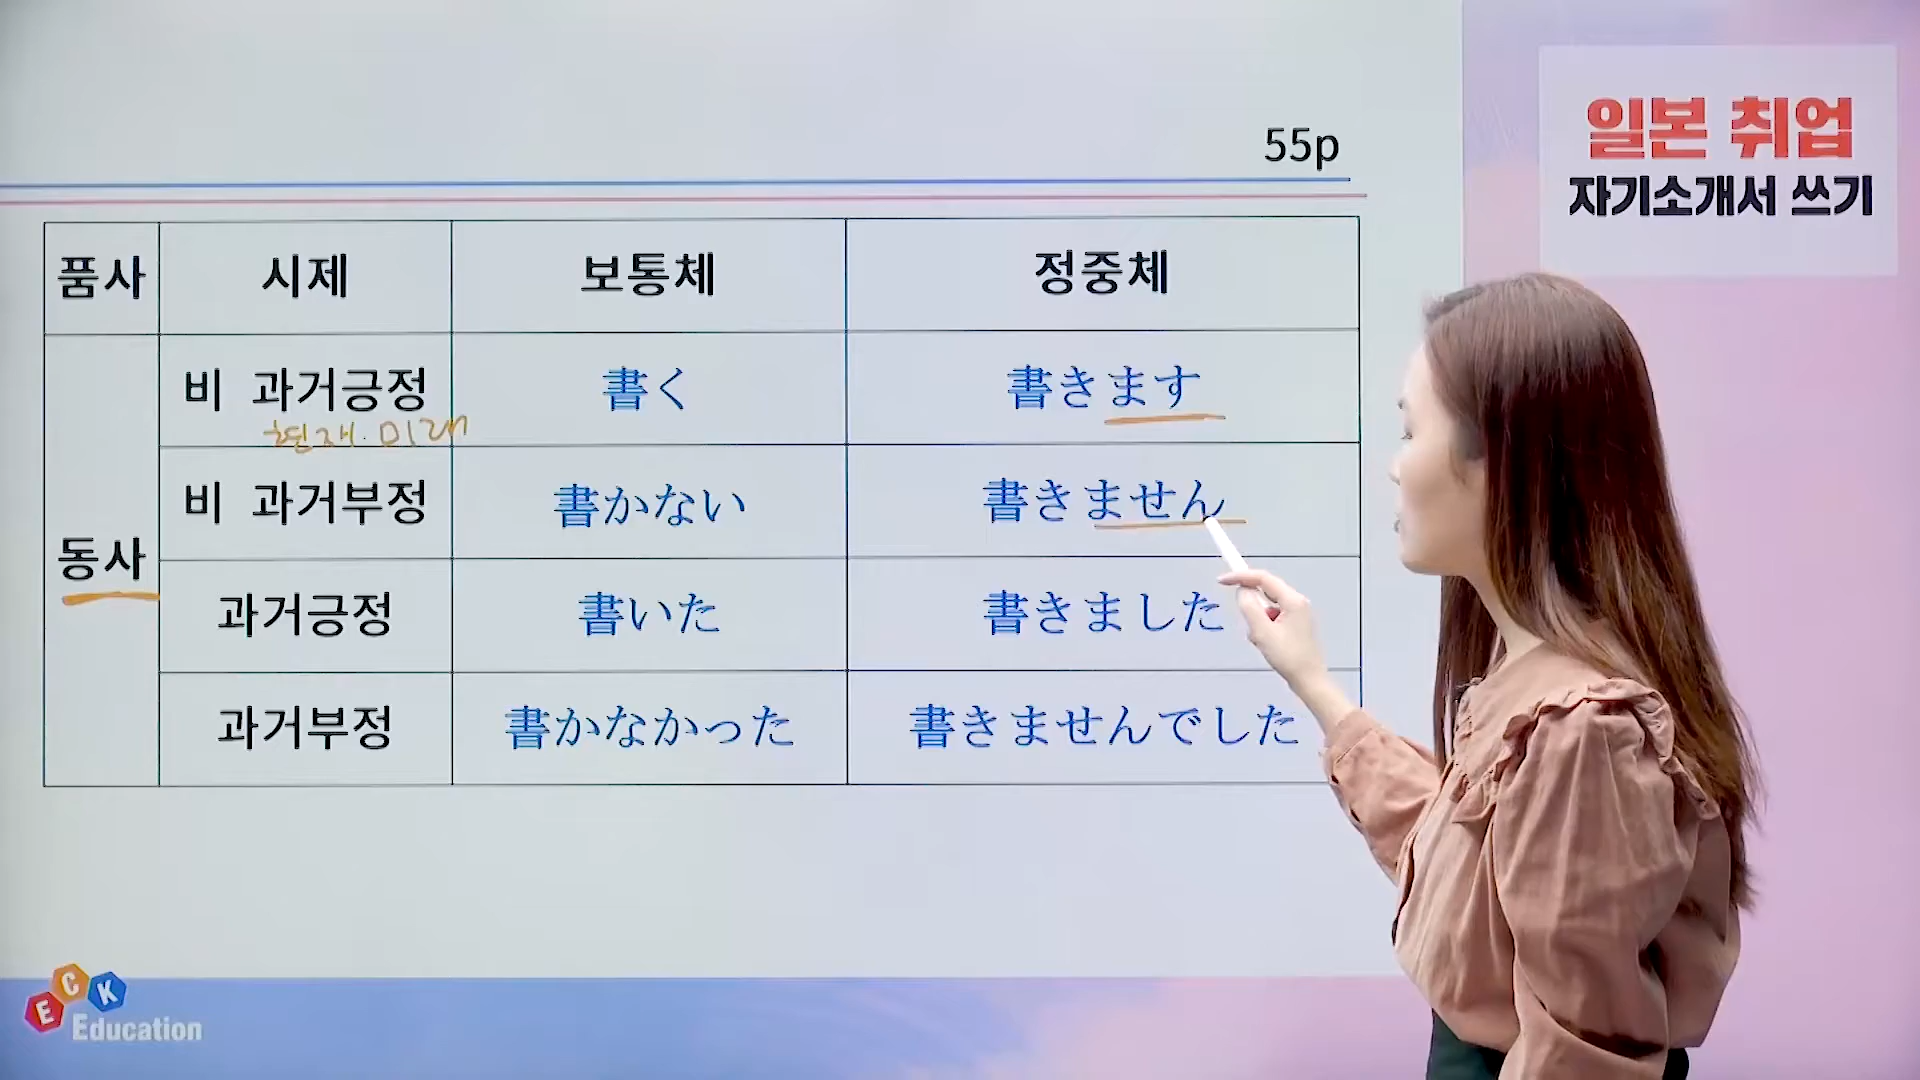 55p
일본 취업
자기소개서 쓰기
품사 시제 보통체 정중체
비 과거긍정 書く 書きます
현재·미래
비 과거부정 書かない 書きません
동사
과거긍정 書いた 書きました
과거부정 書かなかった 書きませんでした
ECK
Education